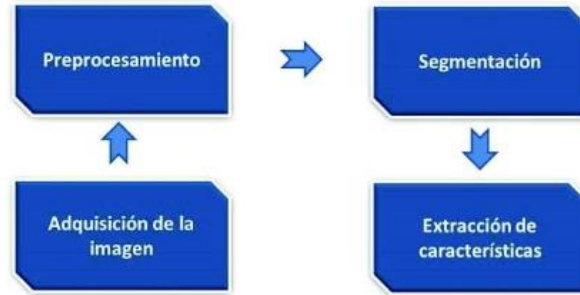 Preprocesamiento
Segmentación
Adquisición de la
imagen
Extracción de
características